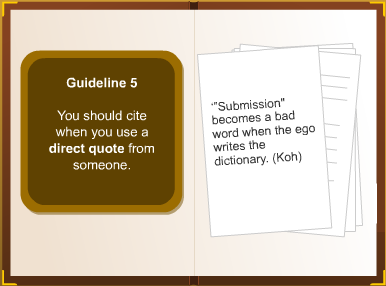 Guideline 5
You should cite
when you use a
direct quote from
someone.
"Submission"
becomes a bad
word when the ego
writes the
dictionary. (Koh)